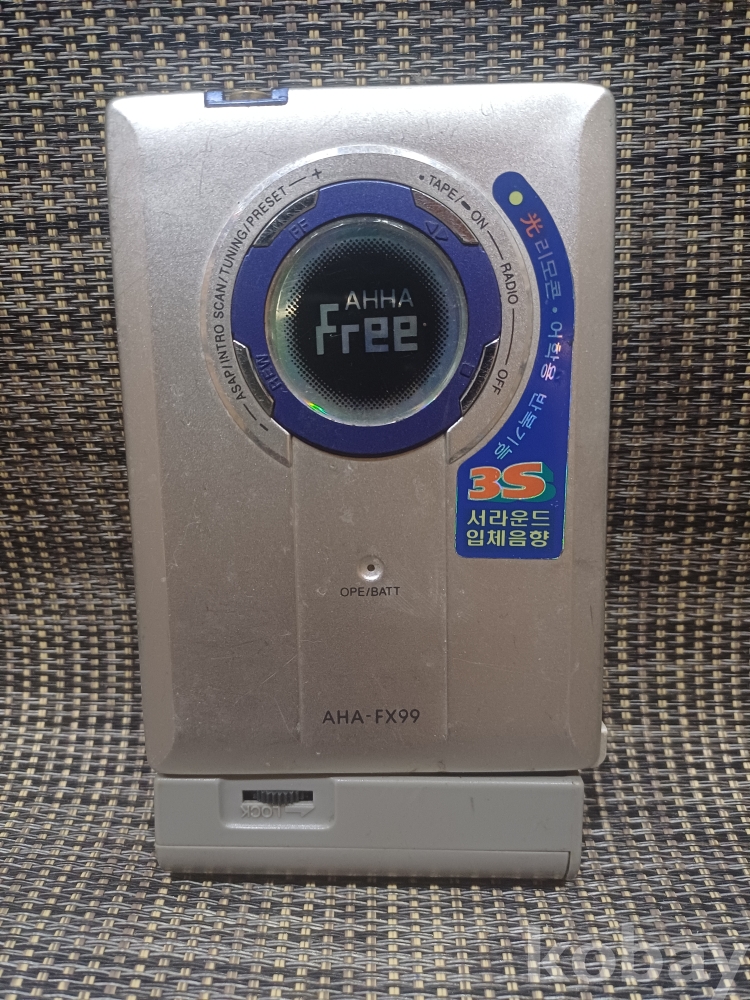 ASAP/INTRO SCAN/TUNING/PRESET
+
-
• TAPE/ ON
RADIO
OFF
FF
REW
AHHA
Free
光 리모콘 • 어학용 반복기능
3S
서라운드
입체음향
OPE/BATT
AHA-FX99
LOCK
kobay